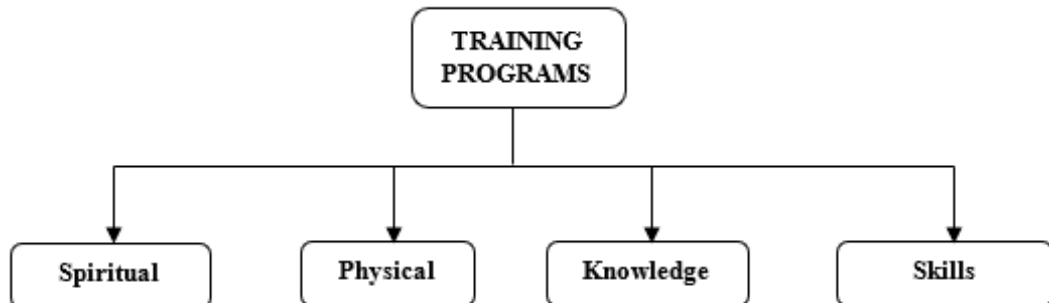 TRAINING
PROGRAMS
Spiritual
Physical
Knowledge
Skills